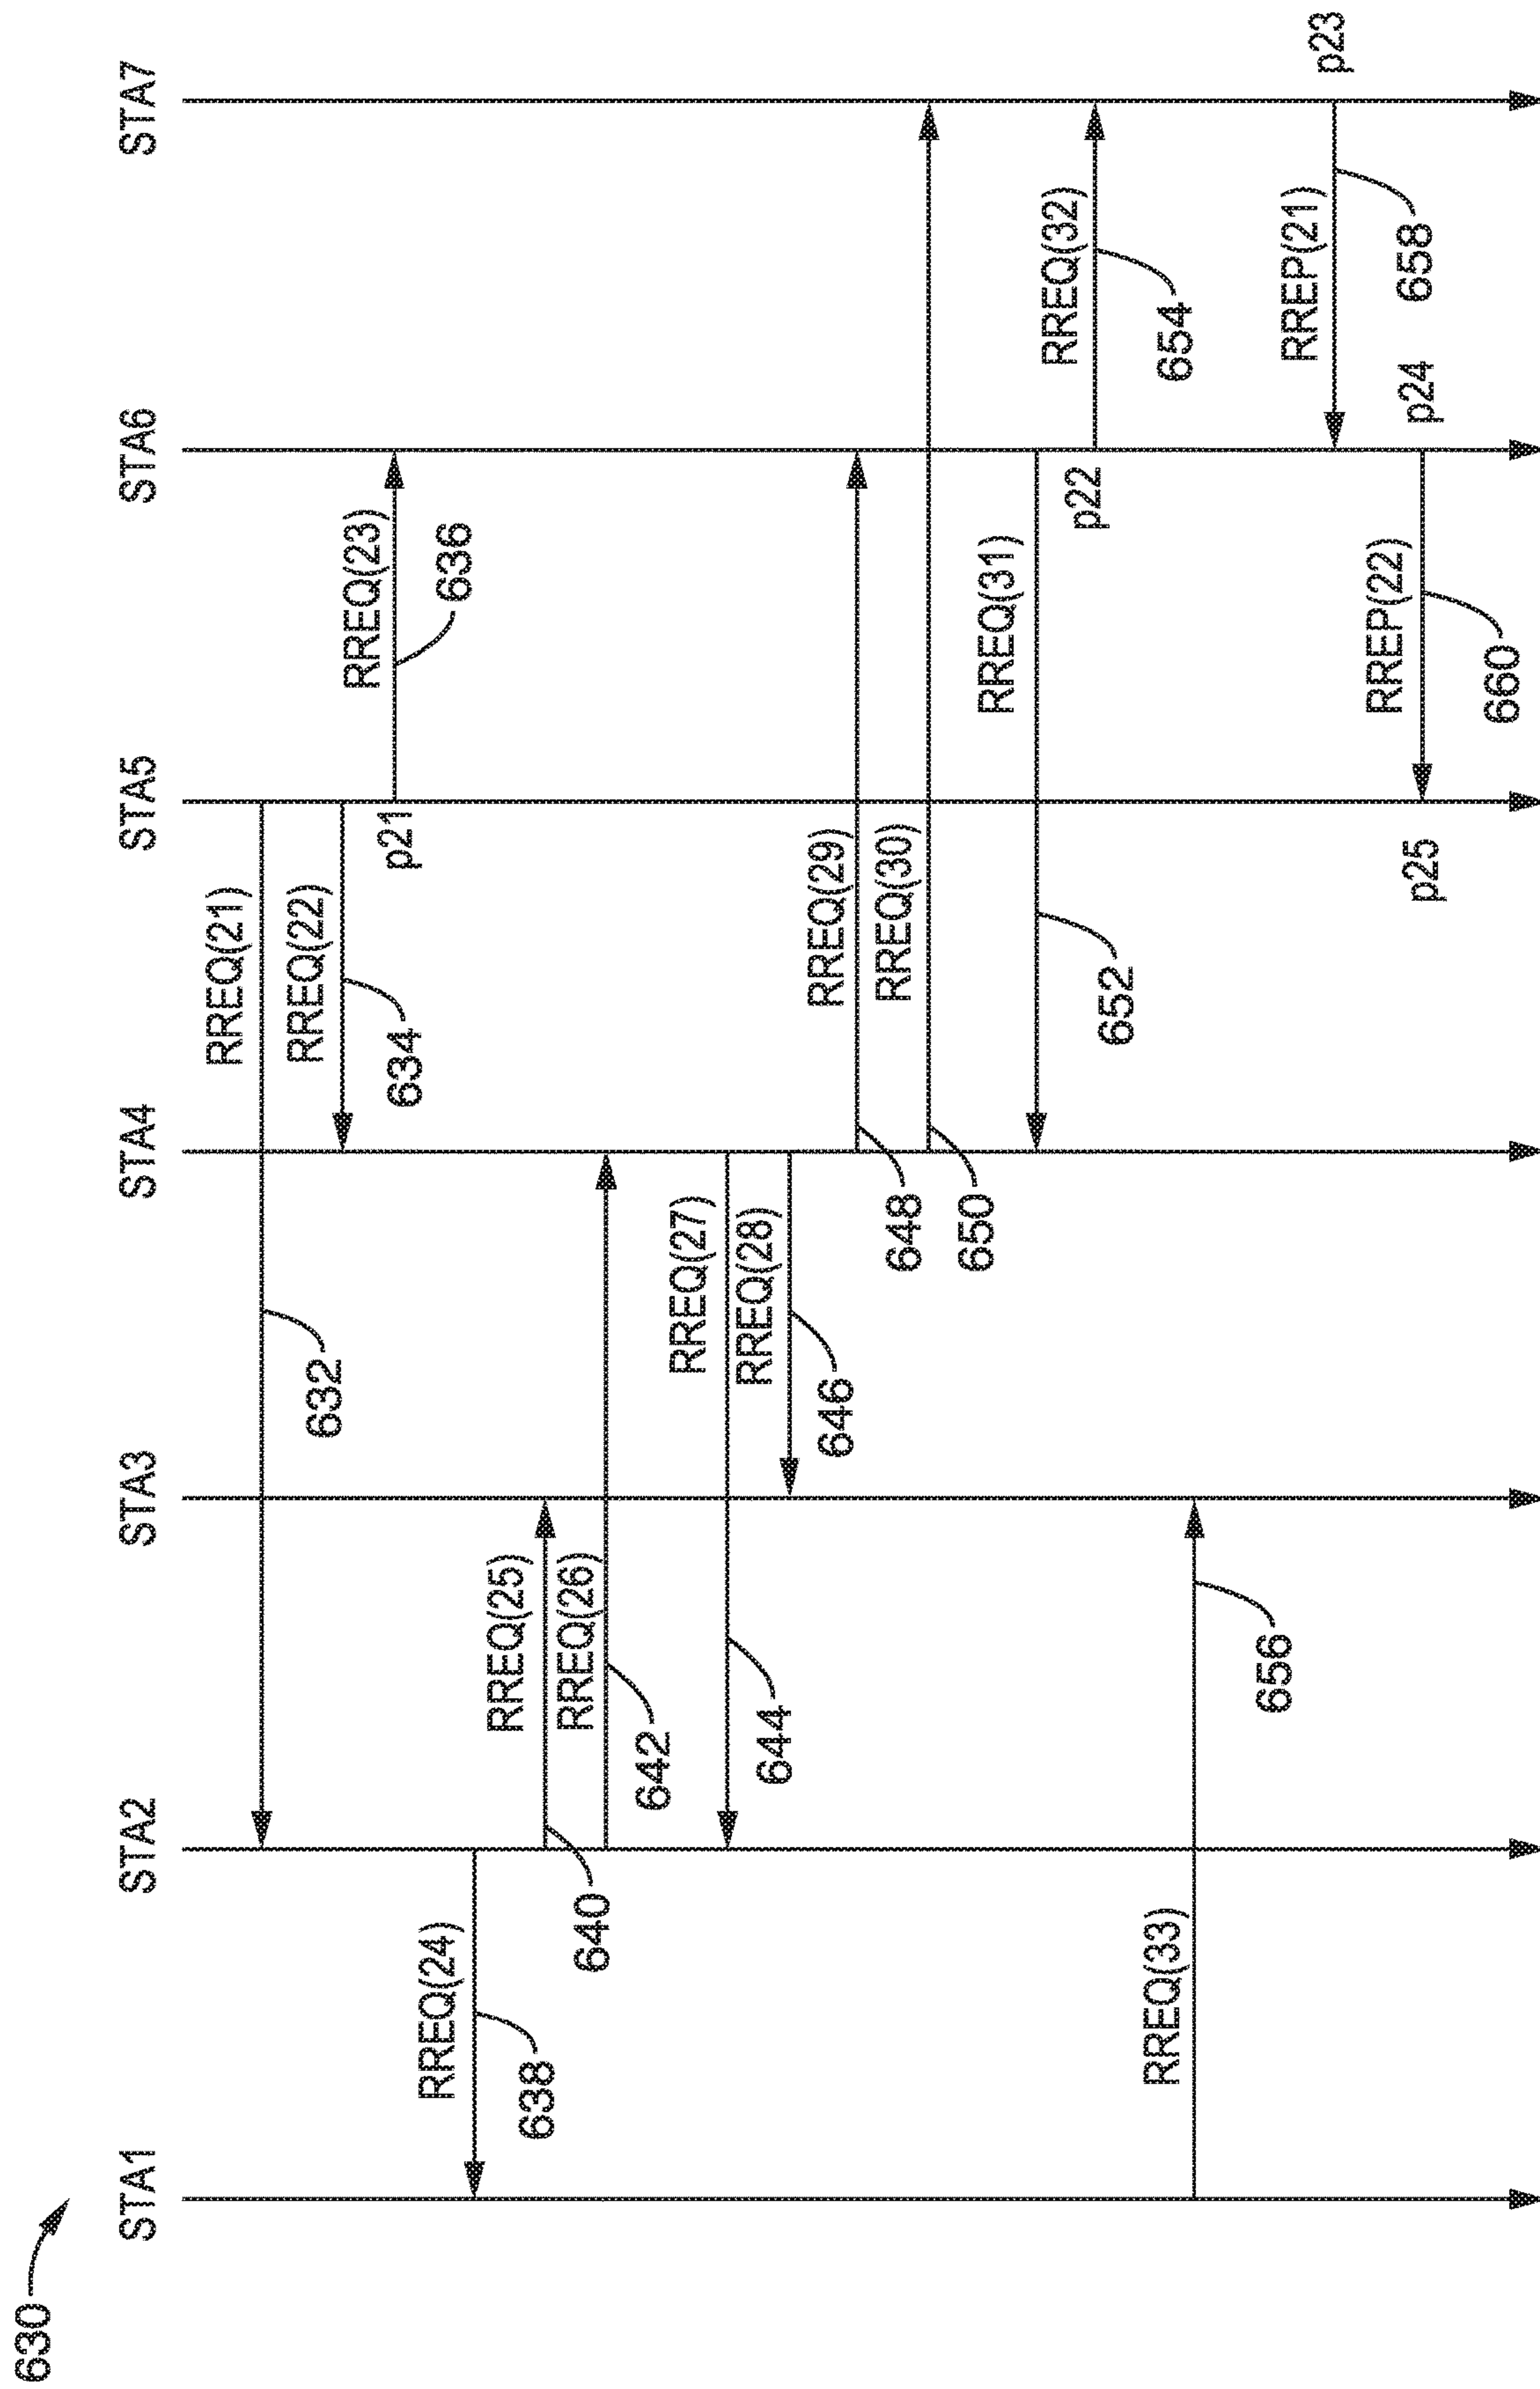 630
STA1
STA2
STA3
STA4
STA5
STA6
STA7
RREQ(21)
632
RREQ(22)
634
p21
RREQ(23)
636
RREQ(24)
638
RREQ(25)
640
RREQ(26)
642
RREQ(27)
644
RREQ(28)
646
RREQ(29)
648
RREQ(30)
650
RREQ(31)
652
p22
RREQ(32)
654
RREQ(33)
656
p23
RREP(21)
658
p24
RREP(22)
660
p25